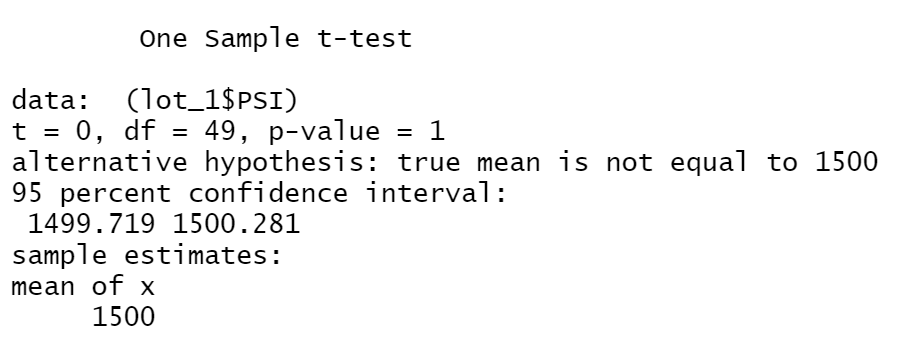 One Sample t-test
data:  (lot_1$PSI)
t = 0, df = 49, p-value = 1
alternative hypothesis: true mean is not equal to 1500
95 percent confidence interval:
1499.719 1500.281
sample estimates:
mean of x
1500